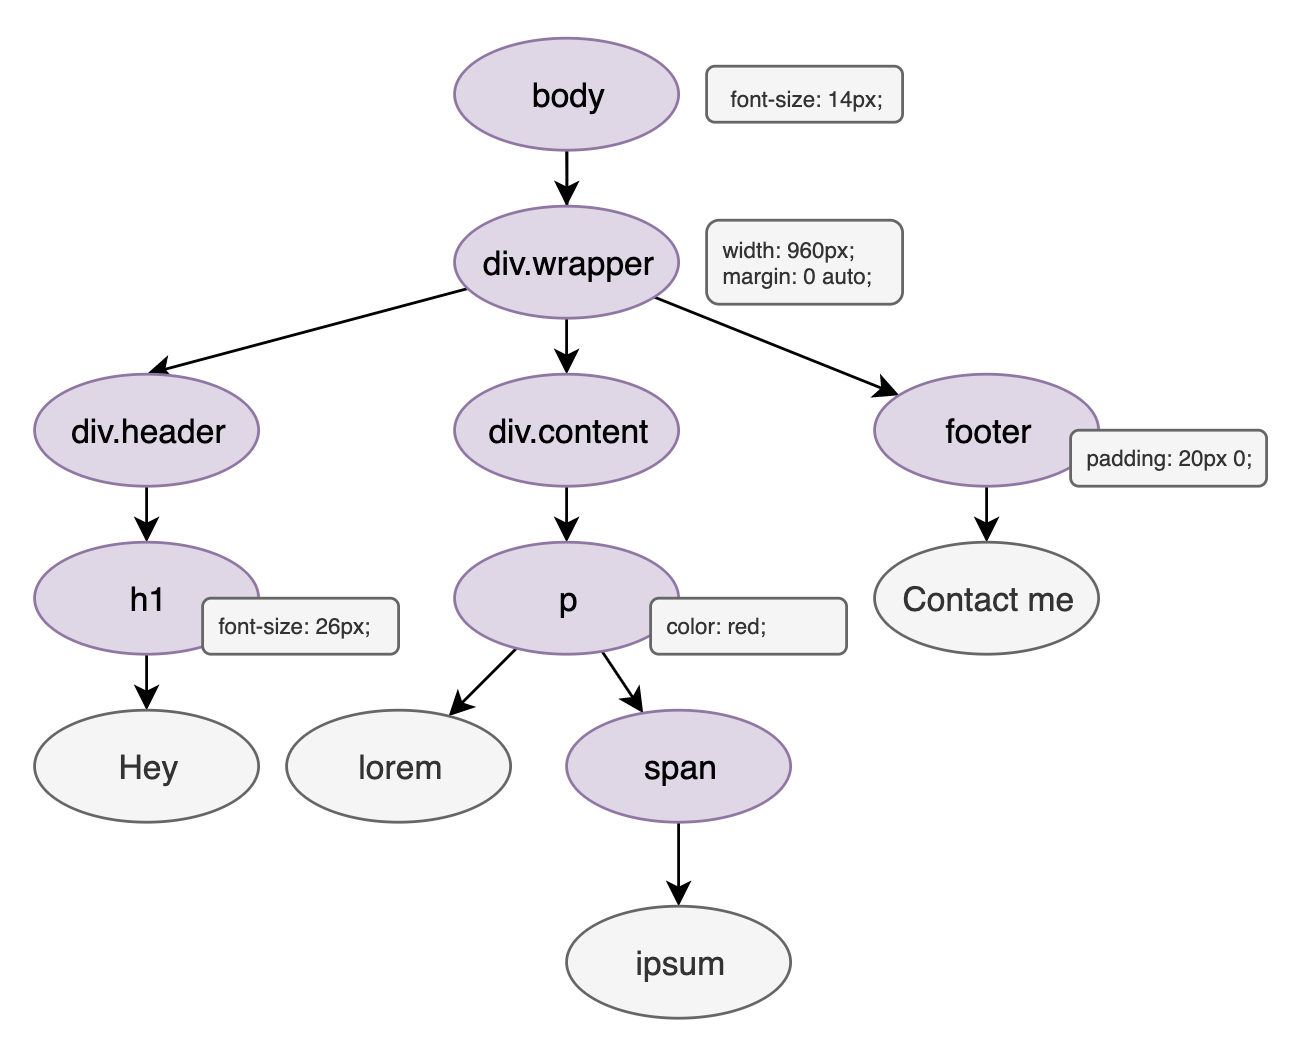 body
font-size: 14px;
div.wrapper
width: 960px;
margin: 0 auto;
div.header
div.content
footer
padding: 20px 0;
h1
font-size: 26px;
p
color: red;
Contact me
Hey
lorem
span
ipsum